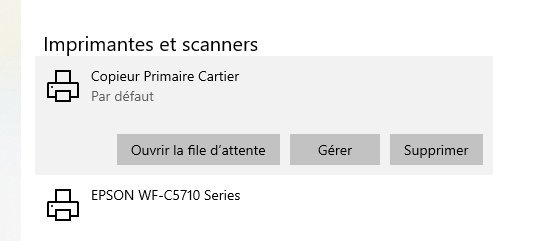 Imprimantes et scanners
Copieur Primaire Cartier
Par défaut
Ouvrir la file d'attente Gérer Supprimer
EPSON WF-C5710 Series